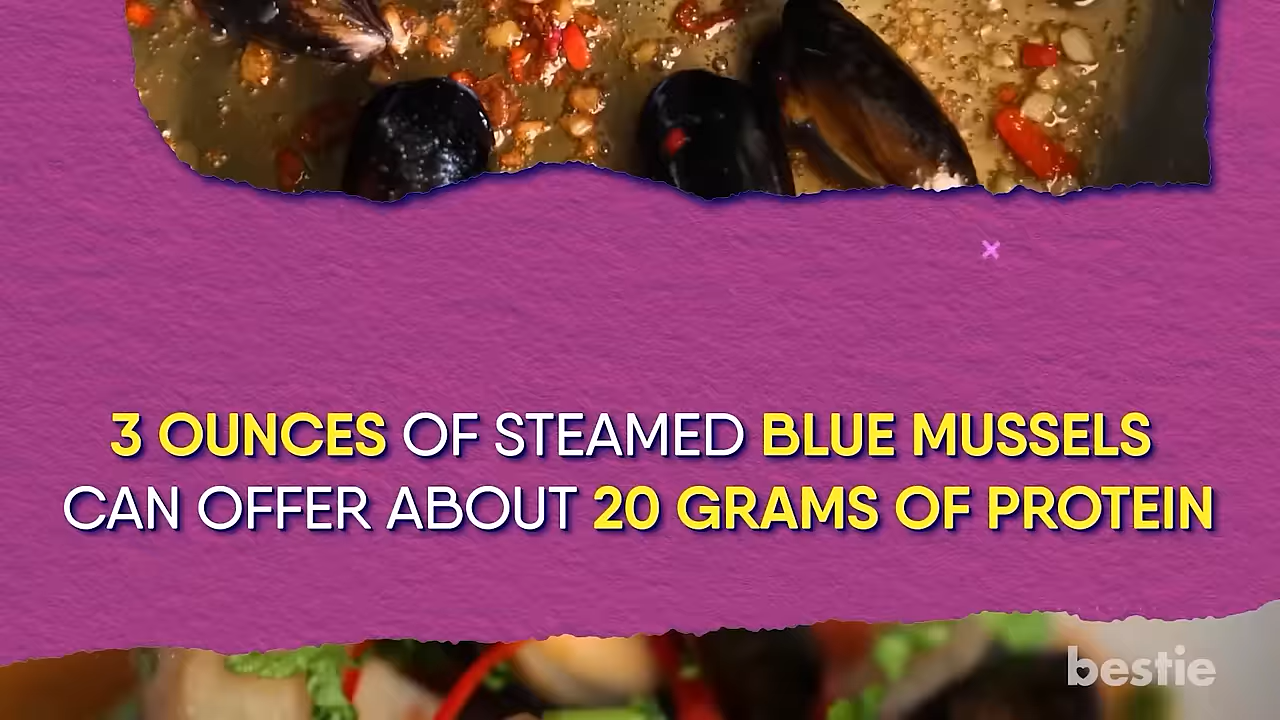 3 OUNCES OF STEAMED BLUE MUSSELS
CAN OFFER ABOUT 20 GRAMS OF PROTEIN
bestie